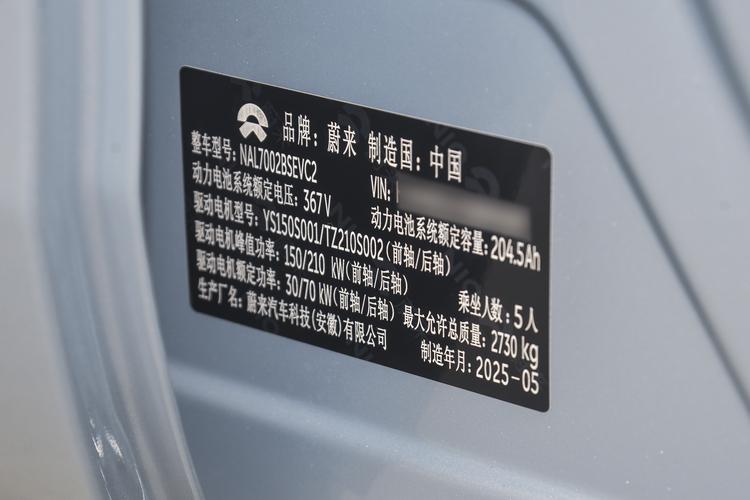 品牌：蔚来 制造国：中国
整车型号：NAL7002BSEVC2 VIN:
动力电池系统额定电压：367V 动力电池系统额定容量：204.5Ah
驱动电机型号：YS150S001/TZ210S002(前轴/后轴)
驱动电机峰值功率：150/210 kW(前轴/后轴) 乘坐人数：5人
驱动电机额定功率：30/70 kW(前轴/后轴) 最大允许总质量：2730 kg
生产厂名：蔚来汽车科技(安徽)有限公司 制造年月：2025-05